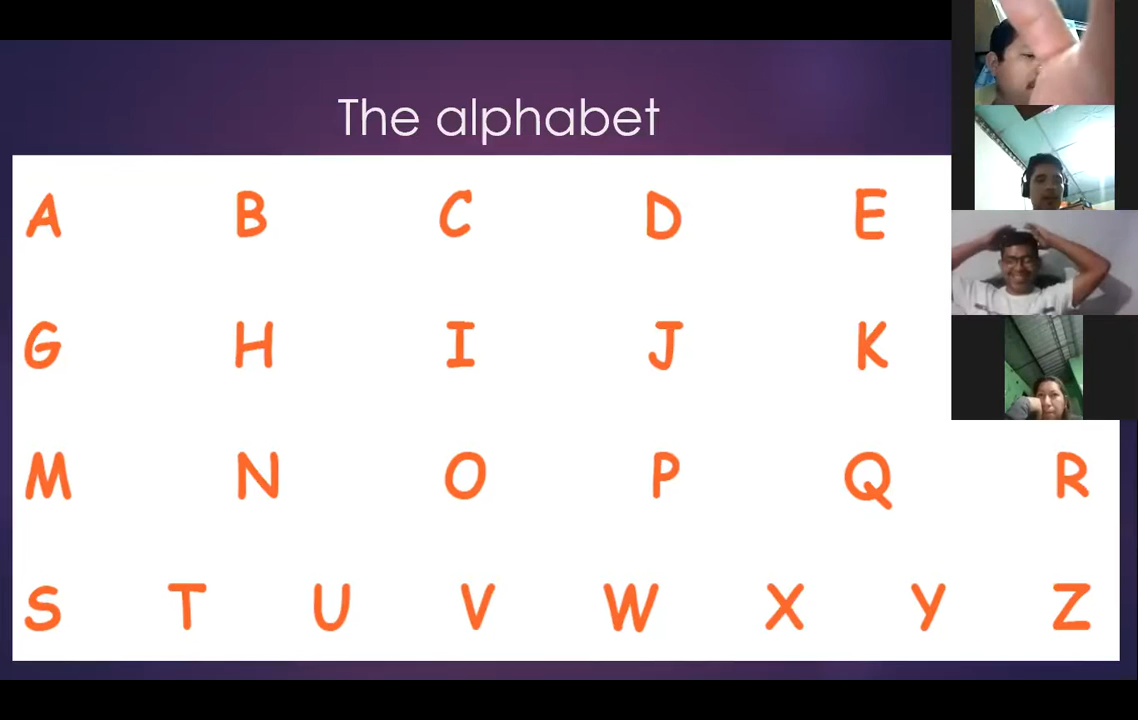 The alphabet
A B C D E
G H I J K
M N O P Q R
S T U V W X Y Z